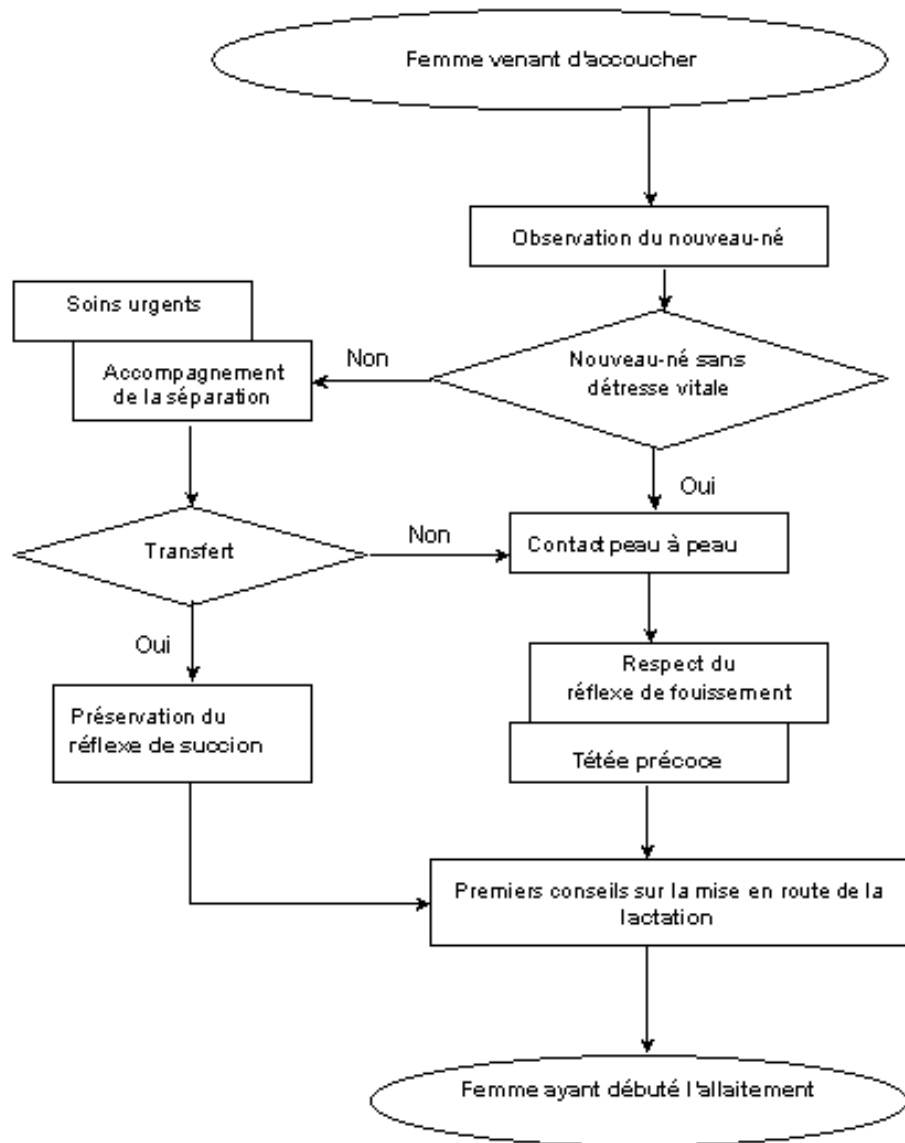 Femme venant d'accoucher
Observation du nouveau-né
Soins urgents
Accompagnement
de la séparation
Non
Nouveau-né sans
détresse vitale
Oui
Transfert
Non
Contact peau à peau
Oui
Respect du
réflexe de fouissement
Préservation du
réflexe de succion
Tétée précoce
Premiers conseils sur la mise en route de la
lactation
Femme ayant débuté l'allaitement